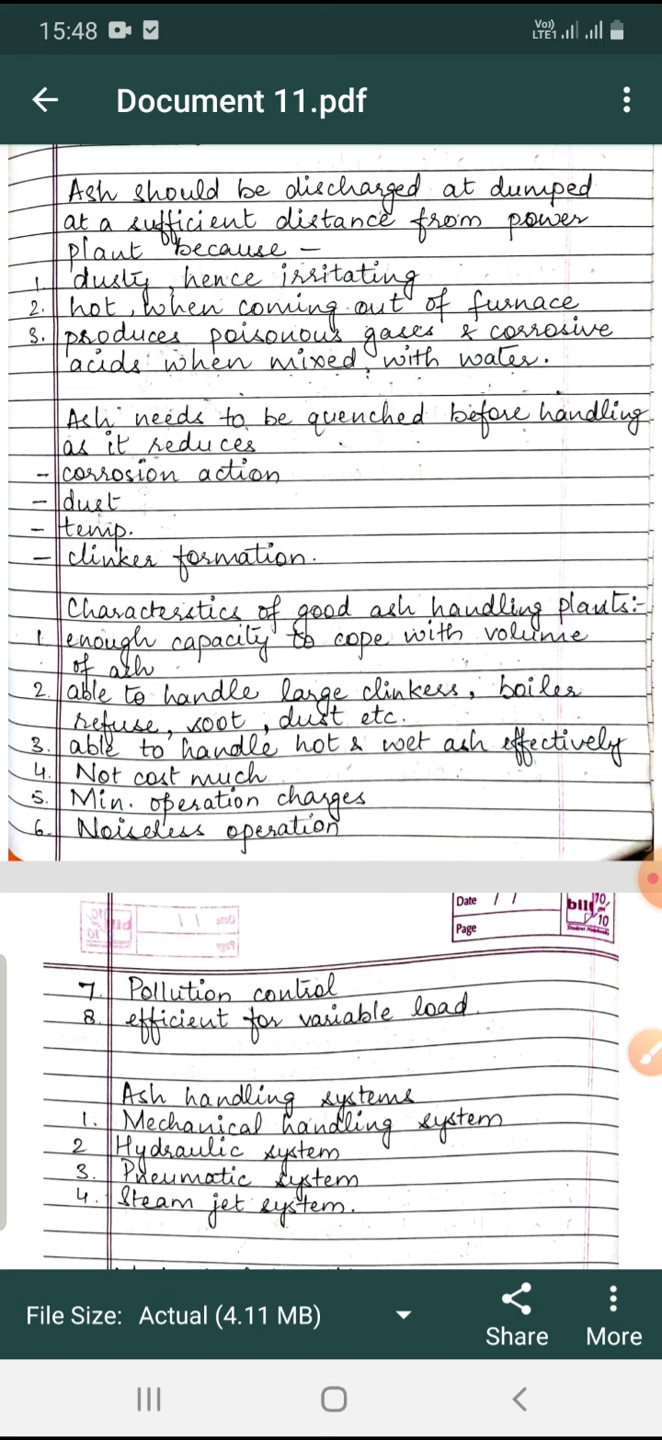 15:48
Vo))
LTE1
Document 11.pdf
Ash should be discharged at dumped
at a sufficient distance from power
plant because –
1. dusty, hence irritating
2. hot, when coming out of furnace
3. produces poisonous gases & corrosive
acids when mixed with water.
Ash needs to be quenched before handling
as it reduces
– corrosion action
– dust
– temp.
– clinker formation.
Characterstics of good ash handling plants:-
1. enough capacity to cope with volume
of ash
2. able to handle large clinkers, boiler
refuse, soot, dust etc.
3. able to handle hot & wet ash effectively
4. Not cost much
5. Min. operation charges
6. Noiseless operation
Date / /
Page
7. Pollution control
8. efficient for variable load.
Ash handling systems
1. Mechanical handling system
2 Hydraulic system
3. Pneumatic system
4. Steam jet system.
File Size: Actual (4.11 MB)
Share
More